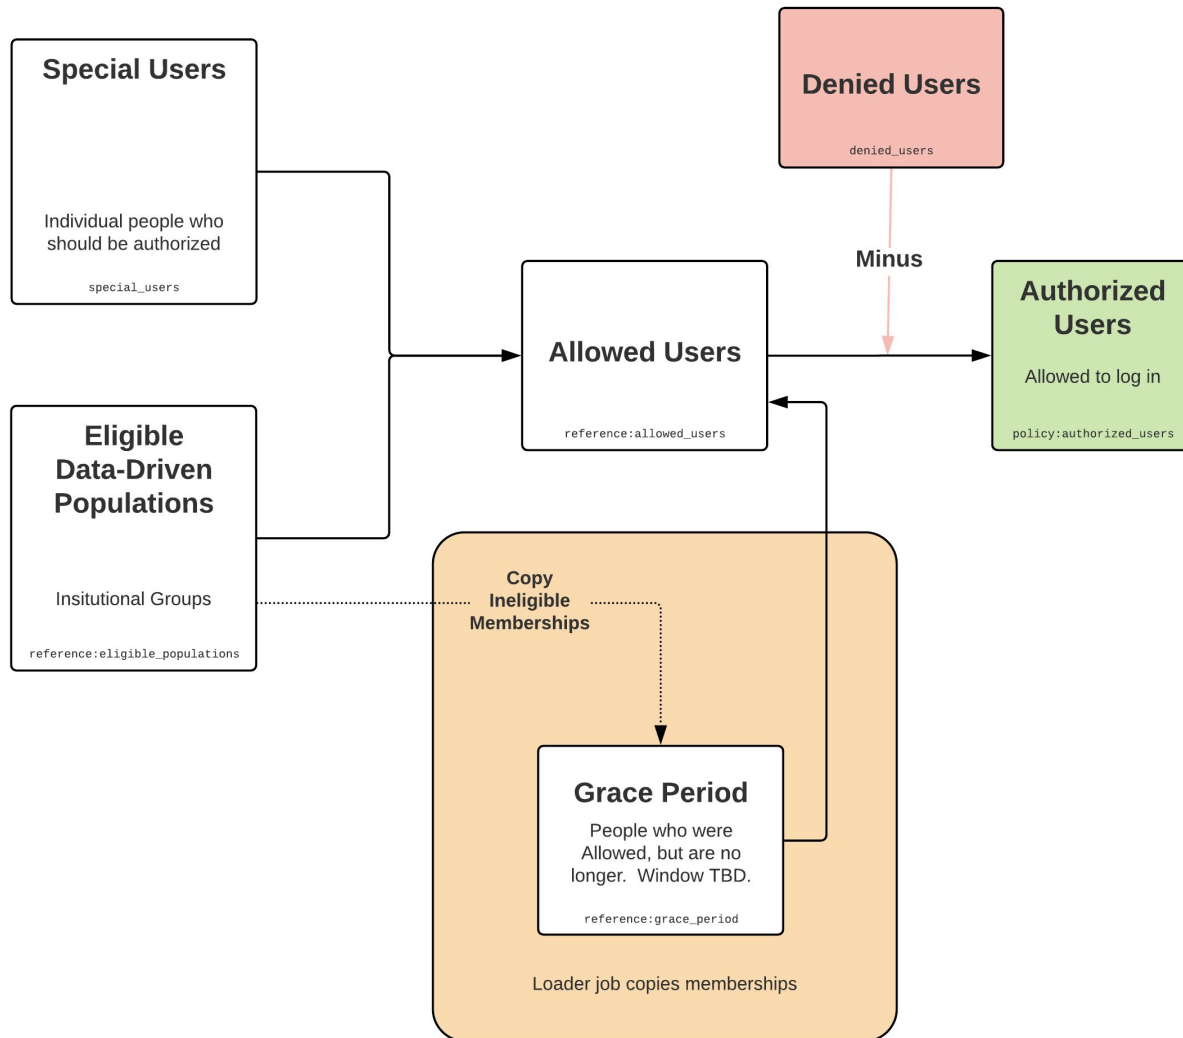 Special Users
Individual people who
should be authorized
special_users
Denied Users
denied_users
Minus
Allowed Users
reference:allowed_users
Authorized
Users
Allowed to log in
policy:authorized_users
Eligible
Data-Driven
Populations
Insitutional Groups
reference:eligible_populations
Copy
Ineligible
Memberships
Grace Period
People who were
Allowed, but are no
longer.  Window TBD.
reference:grace_period
Loader job copies memberships